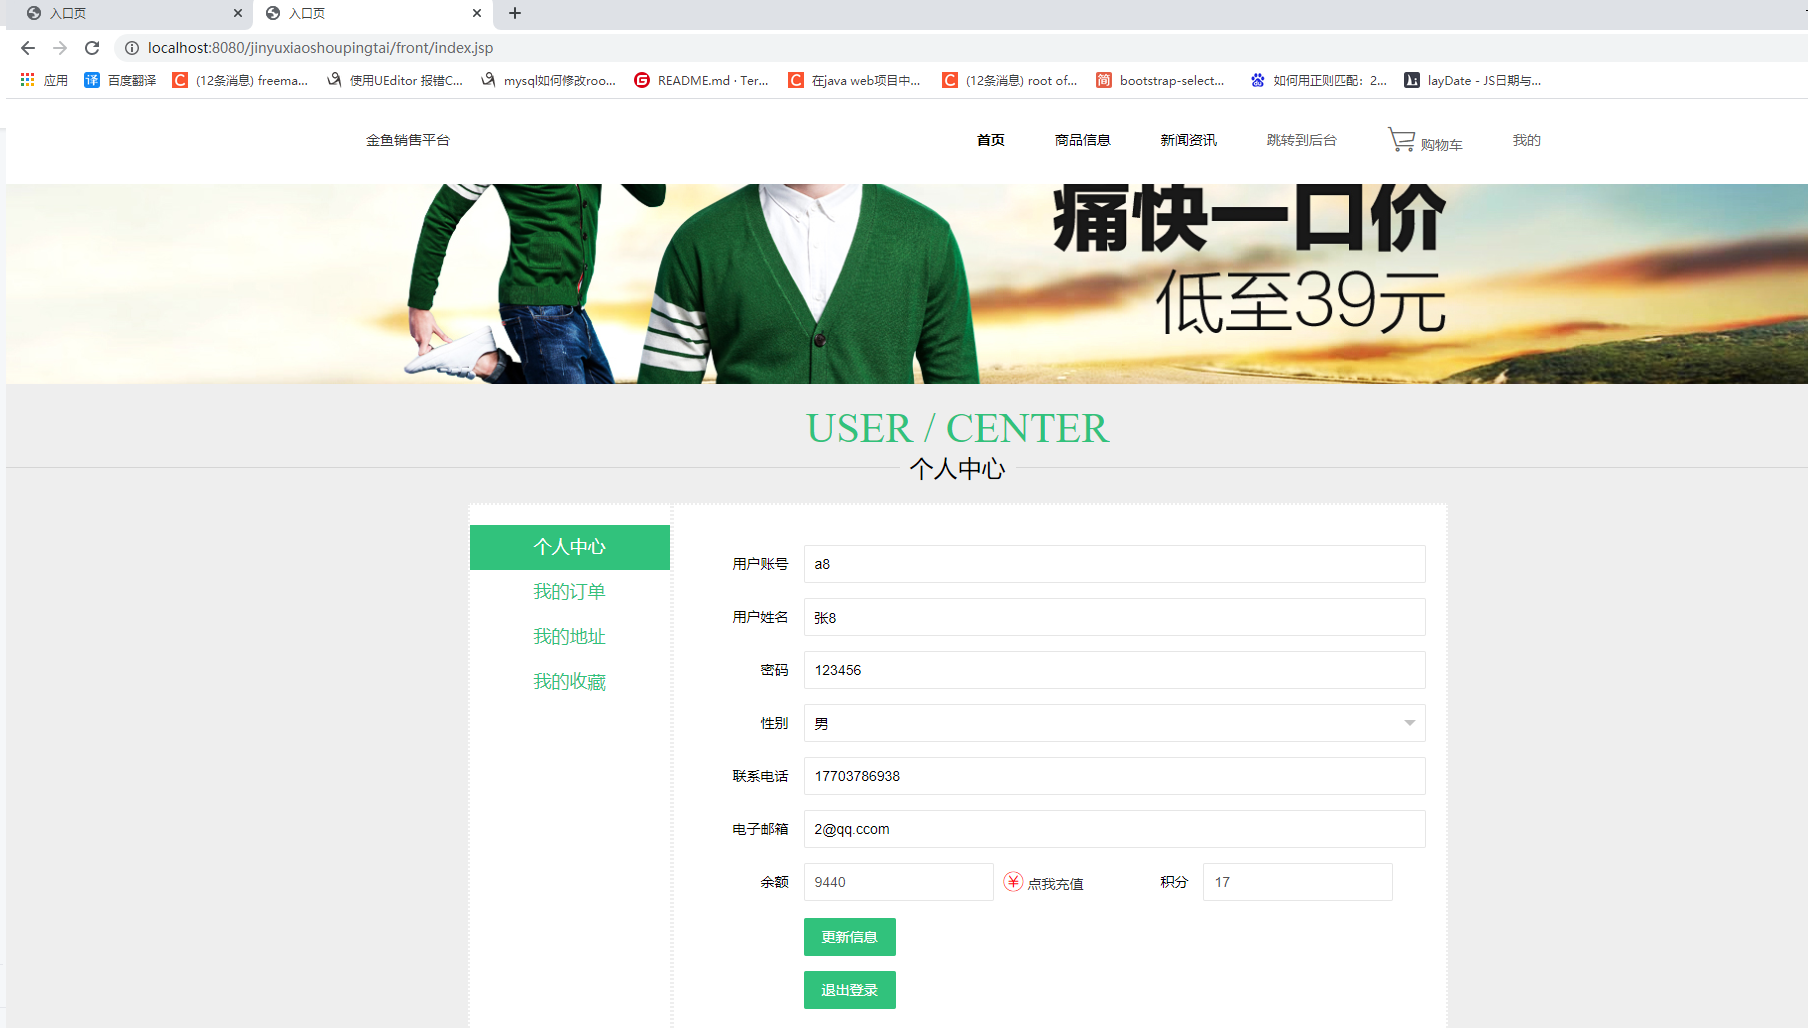 入口页
入口页
localhost:8080/jinyuxiaoshoupingtai/front/index.jsp
应用 百度翻译 (12条消息) freema... 使用UEditor 报错C... mysql如何修改roo... README.md · Ter... 在java web项目中... (12条消息) root of... bootstrap-select... 如何用正则匹配：2... layDate - JS日期与...
金鱼销售平台 首页 商品信息 新闻资讯 跳转到后台 购物车 我的
痛快一口价
低至39元
USER / CENTER
个人中心
个人中心
我的订单
我的地址
我的收藏
用户账号 a8
用户姓名 张8
密码 123456
性别 男
联系电话 17703786938
电子邮箱 2@qq.ccom
余额 9440 点我充值 积分 17
更新信息
退出登录